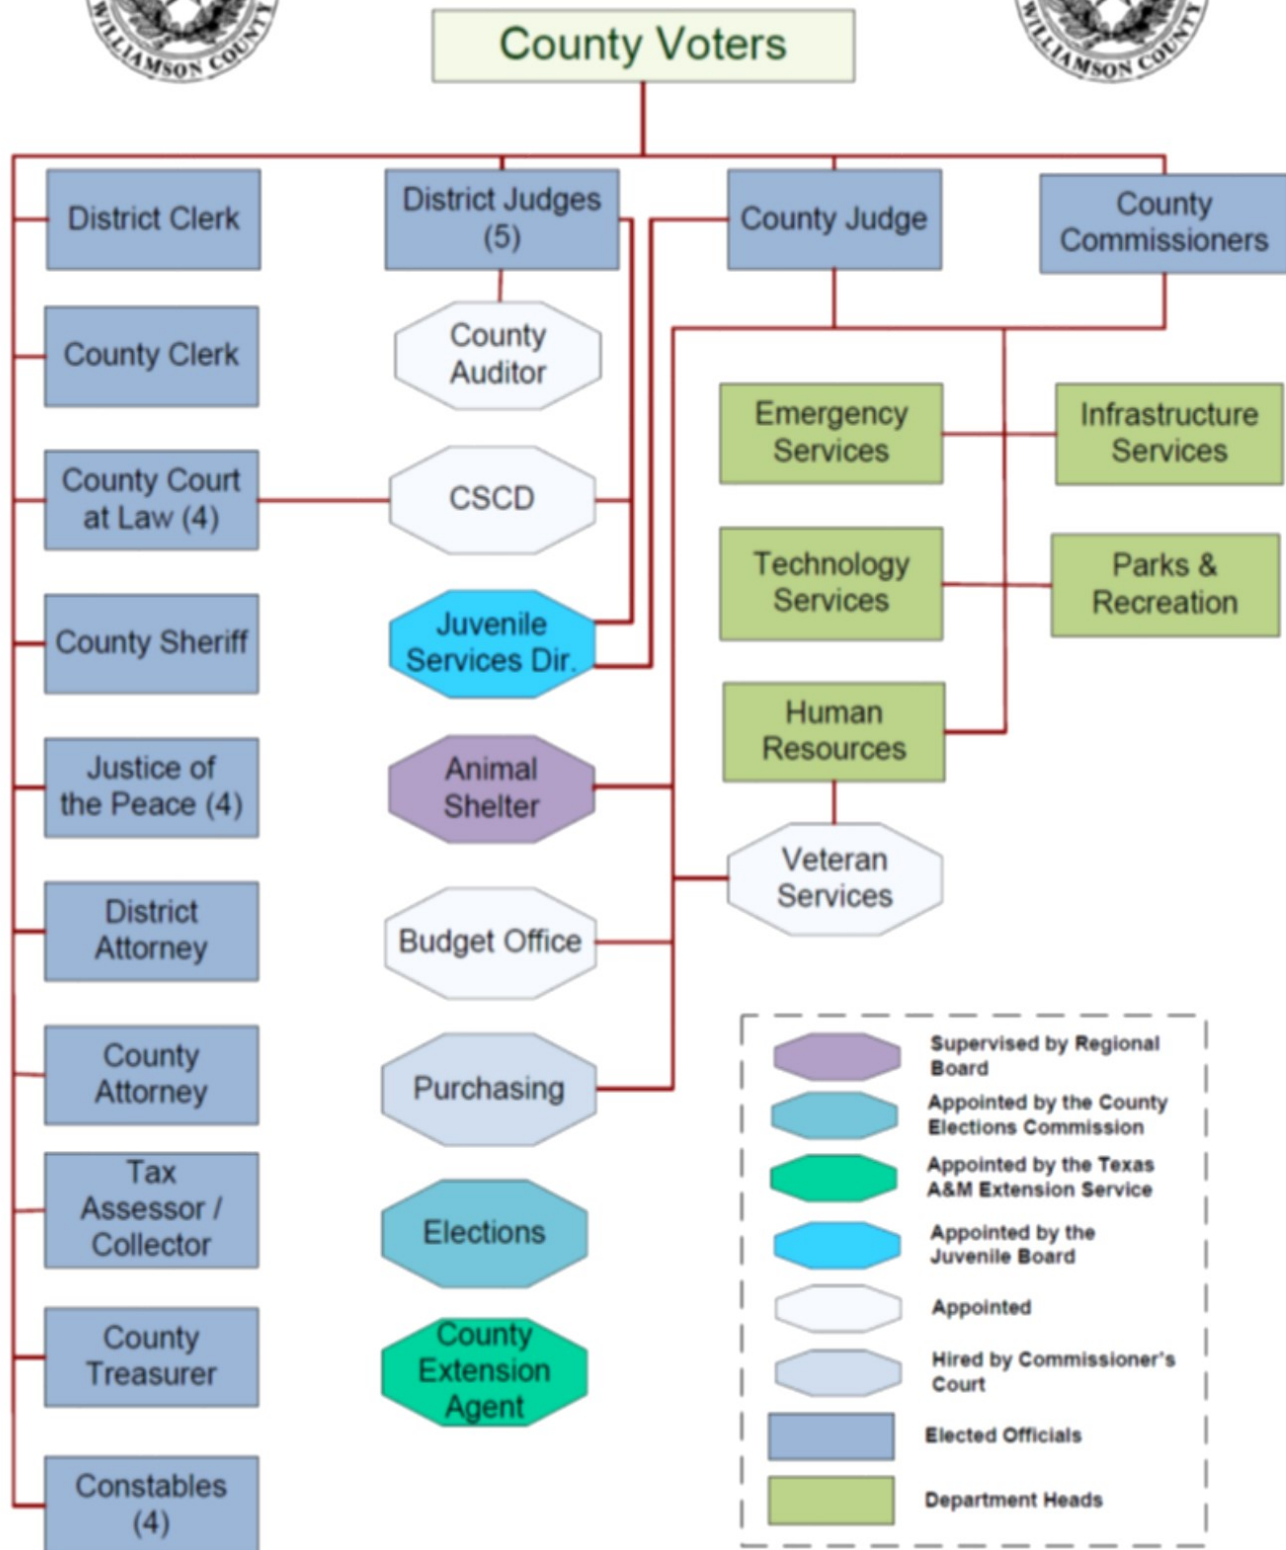 WILLIAMSON COUNTY
WILLIAMSON COUNTY
County Voters
District Clerk
District Judges
(5)
County Judge
County
Commissioners
County Clerk
County
Auditor
Emergency
Services
Infrastructure
Services
County Court
at Law (4)
CSCD
Technology
Services
Parks &
Recreation
County Sheriff
Juvenile
Services Dir.
Human
Resources
Justice of
the Peace (4)
Animal
Shelter
Veteran
Services
District
Attorney
Budget Office
County
Attorney
Purchasing
Tax
Assessor /
Collector
Elections
County
Treasurer
County
Extension
Agent
Constables
(4)
Supervised by Regional
Board
Appointed by the County
Elections Commission
Appointed by the Texas
A&M Extension Service
Appointed by the
Juvenile Board
Appointed
Hired by Commissioner's
Court
Elected Officials
Department Heads